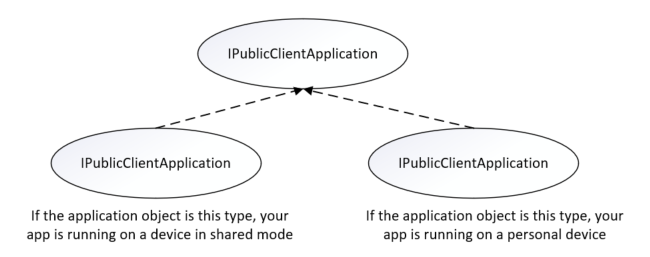 IPublicClientApplication
IPublicClientApplication
IPublicClientApplication
If the application object is this type, your
app is running on a device in shared mode
If the application object is this type, your
app is running on a personal device